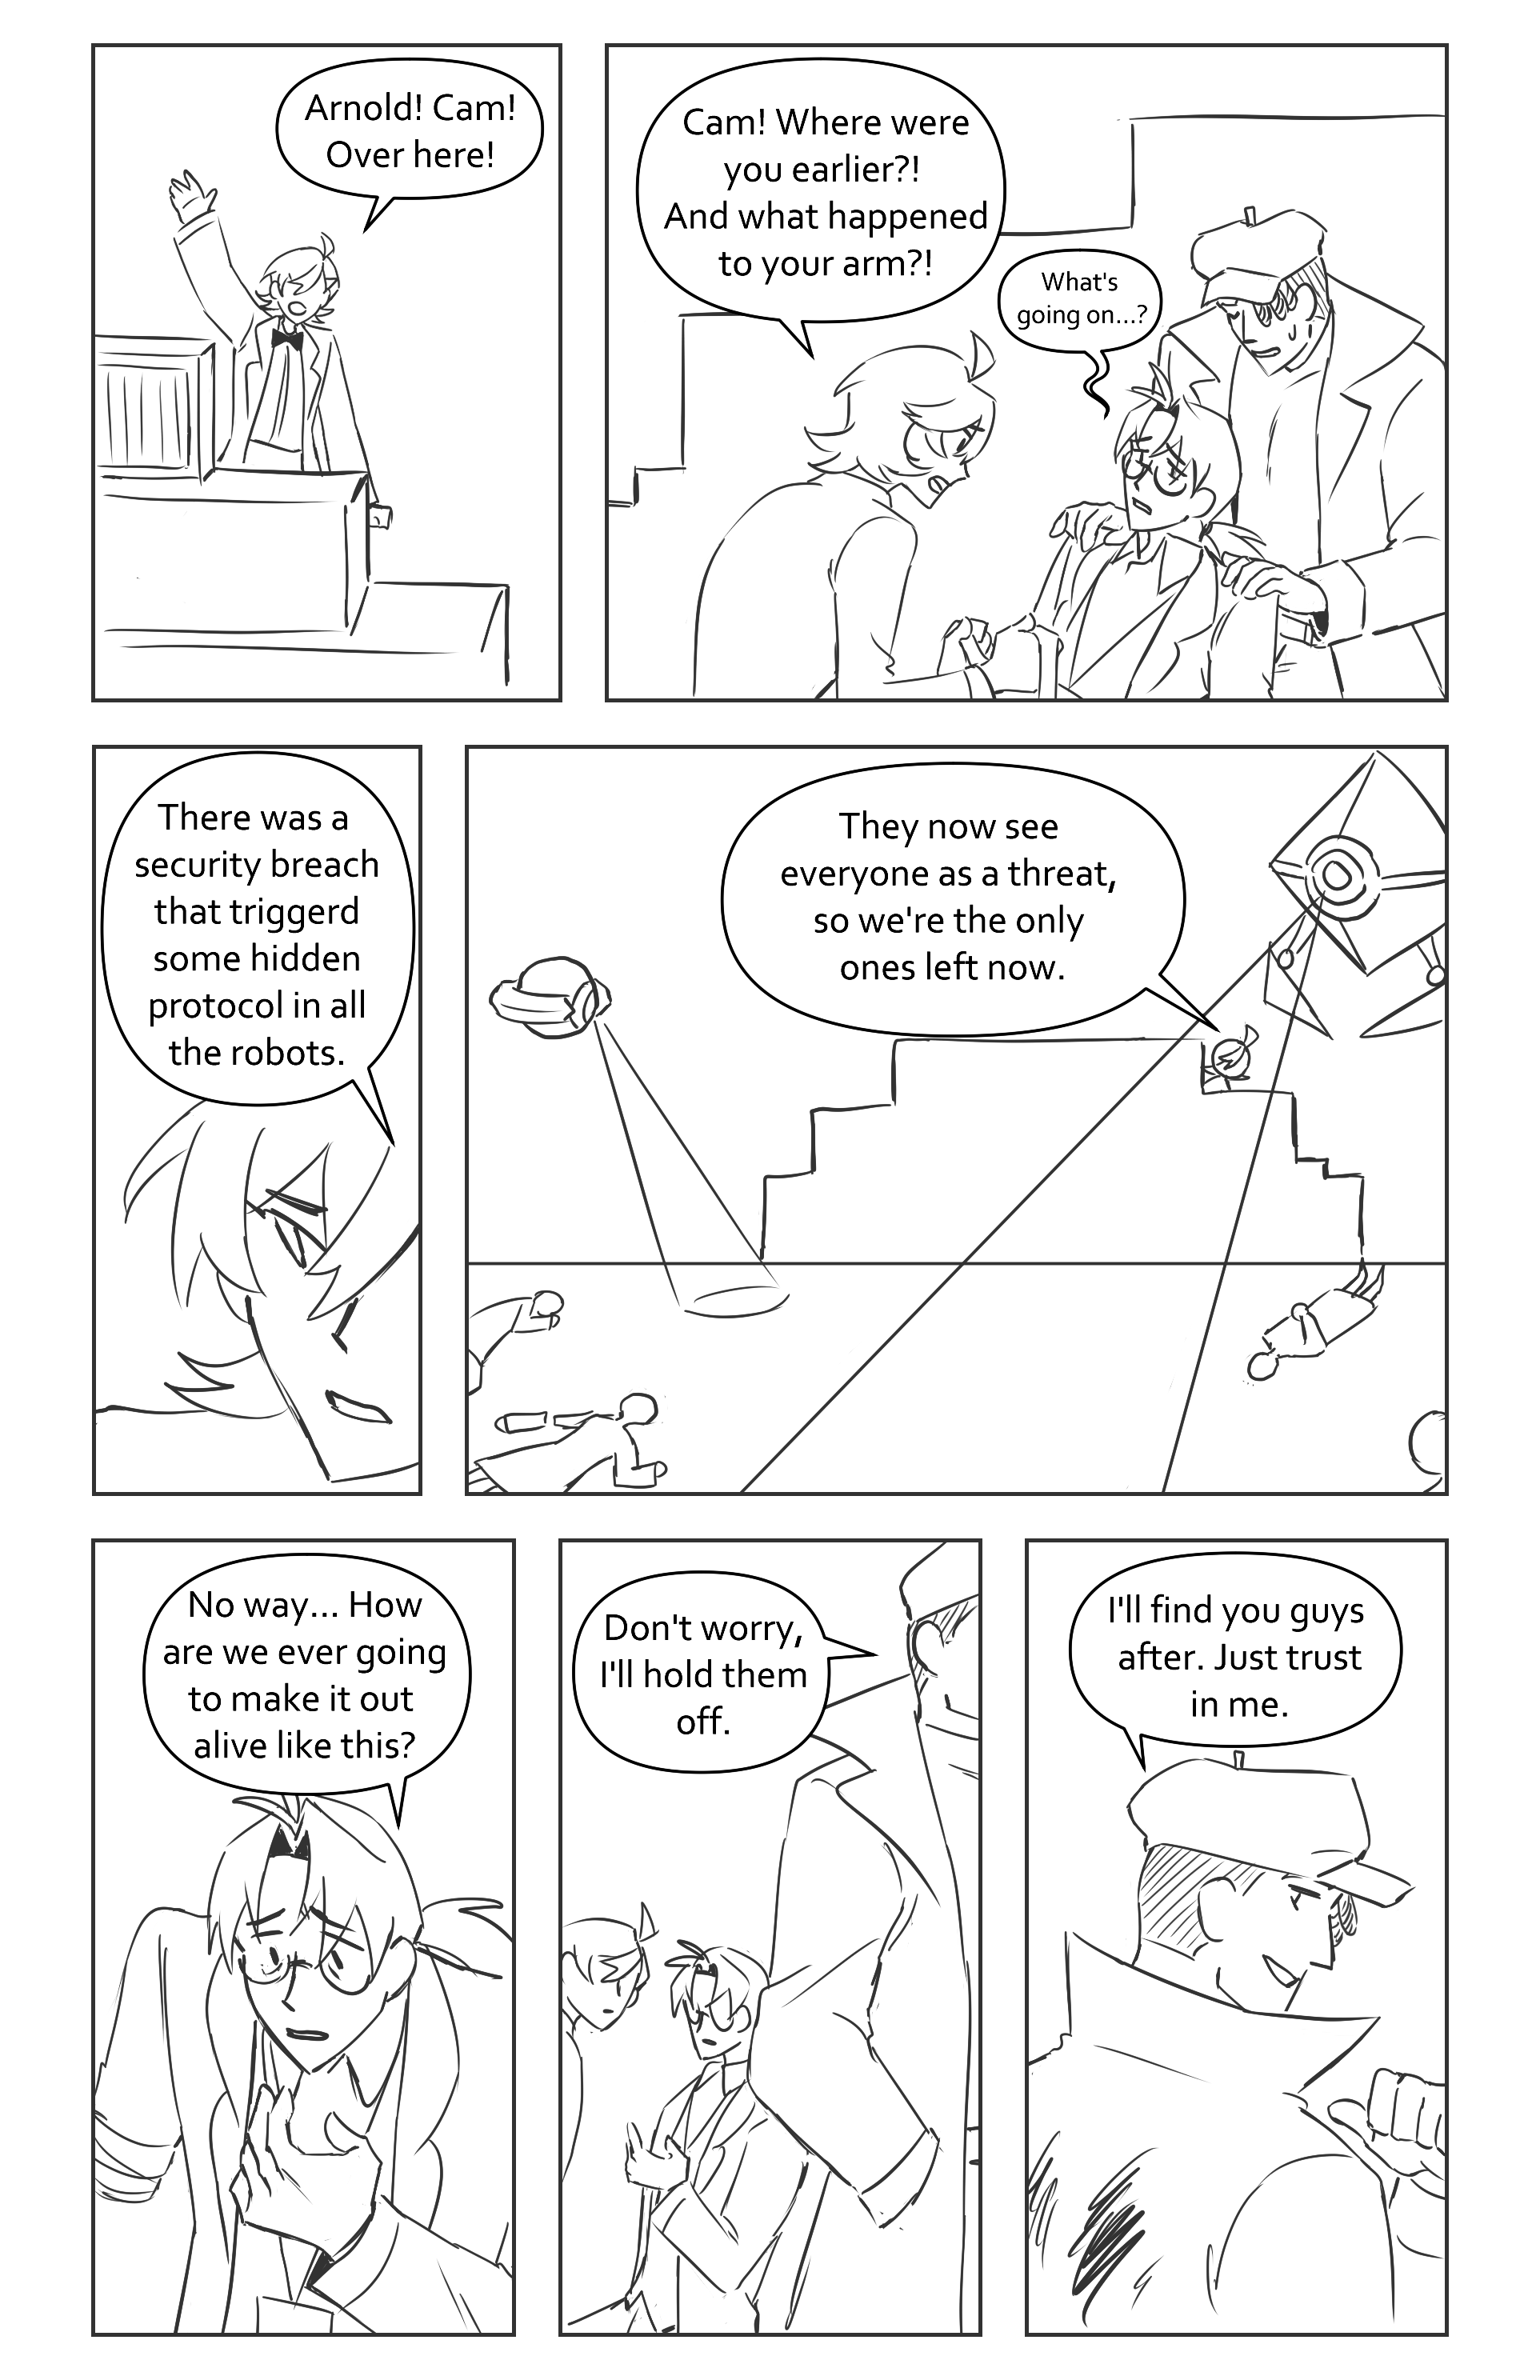 Arnold! Cam!
Over here!
Cam! Where were
you earlier?!
And what happened
to your arm?!
What's
going on...?
There was a
security breach
that triggerd
some hidden
protocol in all
the robots.
They now see
everyone as a threat,
so we're the only
ones left now.
No way... How
are we ever going
to make it out
alive like this?
Don't worry,
I'll hold them
off.
I'll find you guys
after. Just trust
in me.